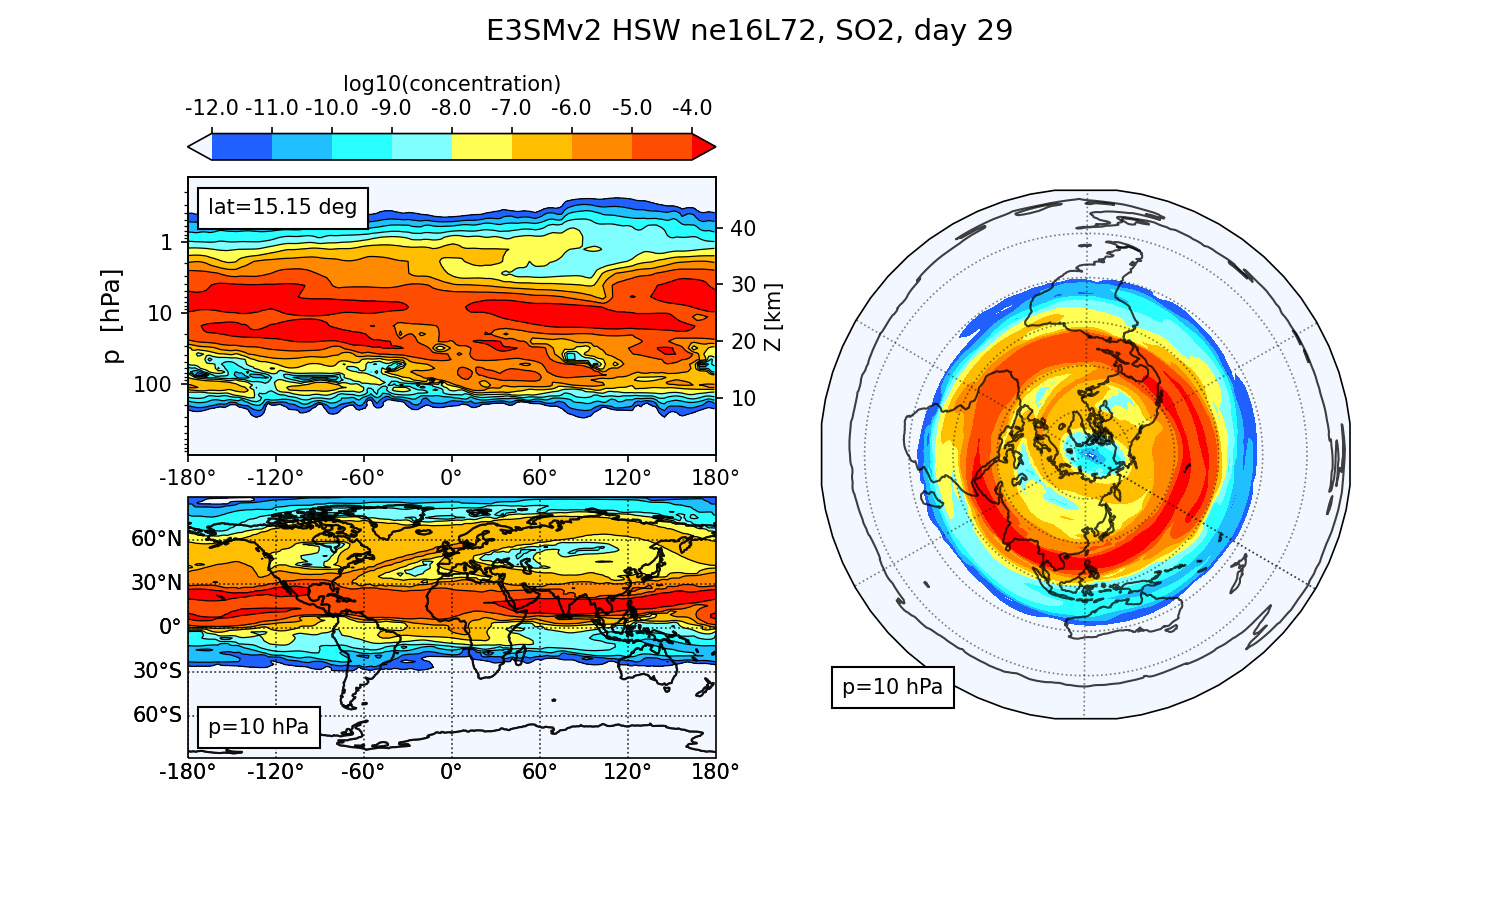 E3SMv2 HSW ne16L72, SO2, day 29
log10(concentration)
-12.0 -11.0 -10.0 -9.0 -8.0 -7.0 -6.0 -5.0 -4.0
lat=15.15 deg
1
10
100
p [hPa]
40
30
20
10
Z [km]
-180° -120° -60° 0° 60° 120° 180°
60°N
30°N
0°
30°S
60°S
p=10 hPa
-180° -120° -60° 0° 60° 120° 180°
p=10 hPa